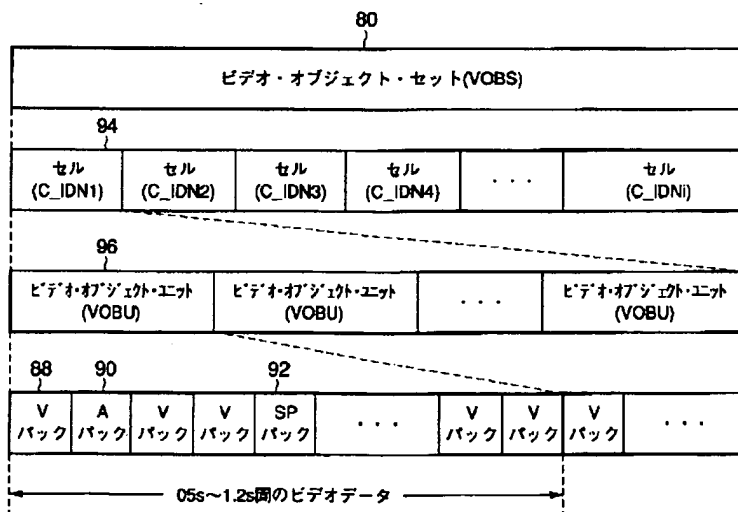 80
ビデオ・オブジェクト・セット(VOBS)
94
セル セル セル セル セル
(C_IDN1) (C_IDN2) (C_IDN3) (C_IDN4) ・・・ (C_IDNi)
96
ビデオ・オブジェクト・ユニット ビデオ・オブジェクト・ユニット ビデオ・オブジェクト・ユニット
(VOBU) (VOBU) ・・・ (VOBU)
88 90 92
V A V V SP V V V
パック パック パック パック パック ・・・ パック パック パック ・・・
05s～1.2s間のビデオデータ